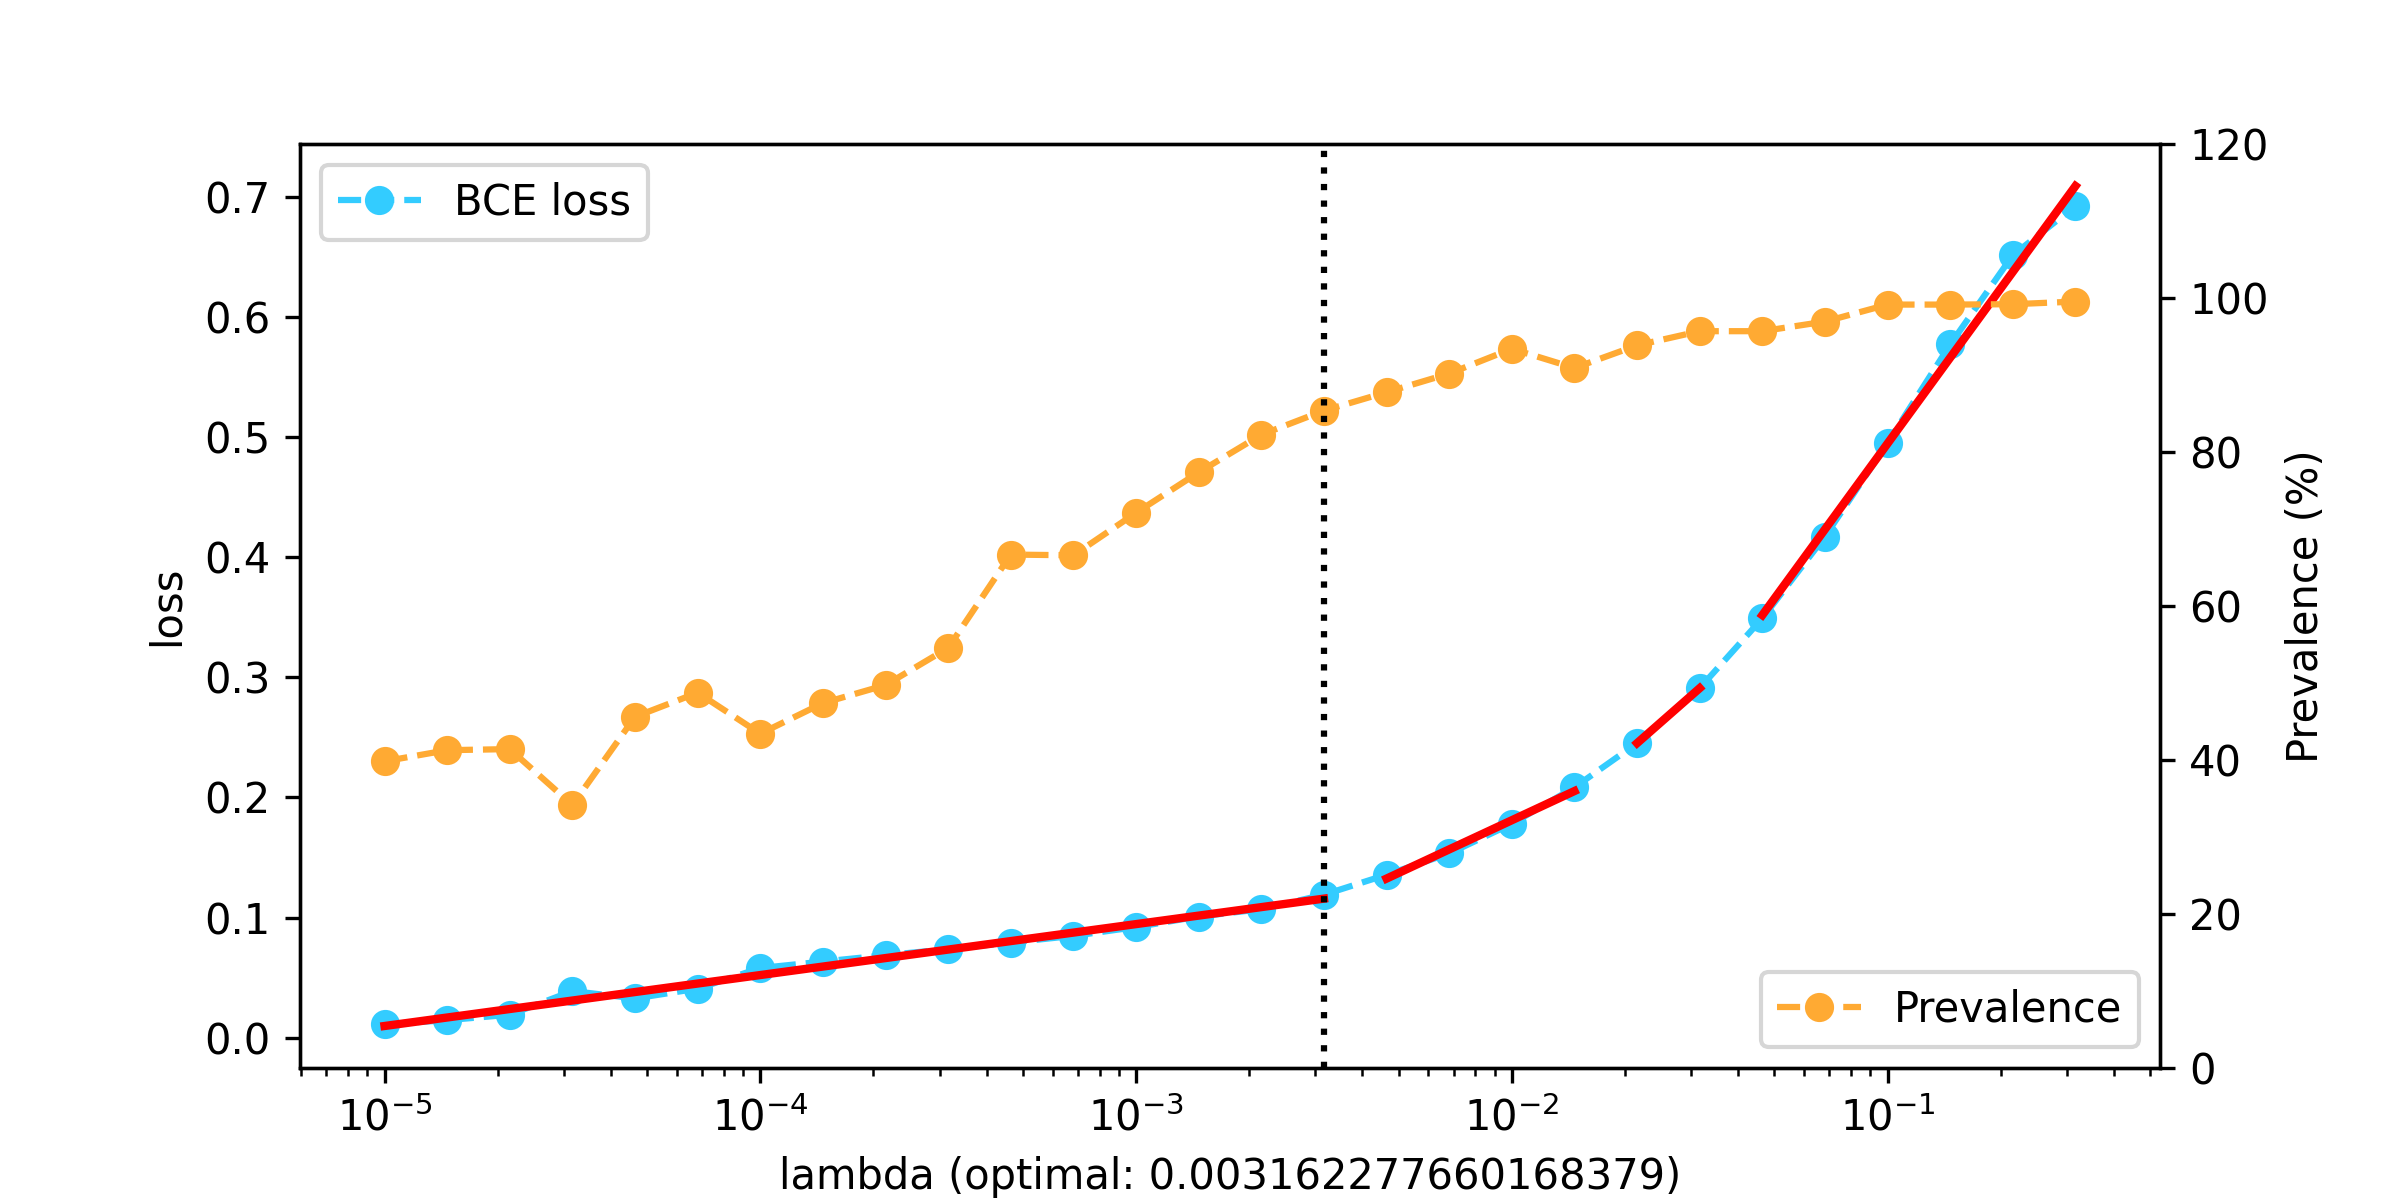 BCE loss
Prevalence
0.7
0.6
0.5
0.4
0.3
0.2
0.1
0.0
loss
120
100
80
60
40
20
0
Prevalence (%)
10⁻⁵ 10⁻⁴ 10⁻³ 10⁻² 10⁻¹
lambda (optimal: 0.0031622776601683​79)